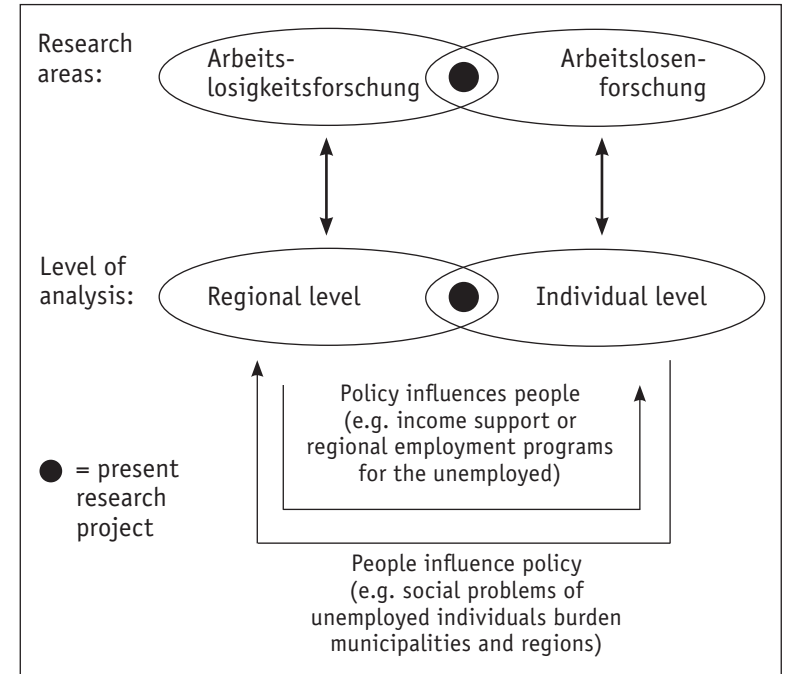 Research
areas:
Arbeits-
losigkeitsforschung
Arbeitslosen-
forschung
Level of
analysis:
Regional level
Individual level
Policy influences people
(e.g. income support or
regional employment programs
for the unemployed)
= present
research
project
People influence policy
(e.g. social problems of
unemployed individuals burden
municipalities and regions)